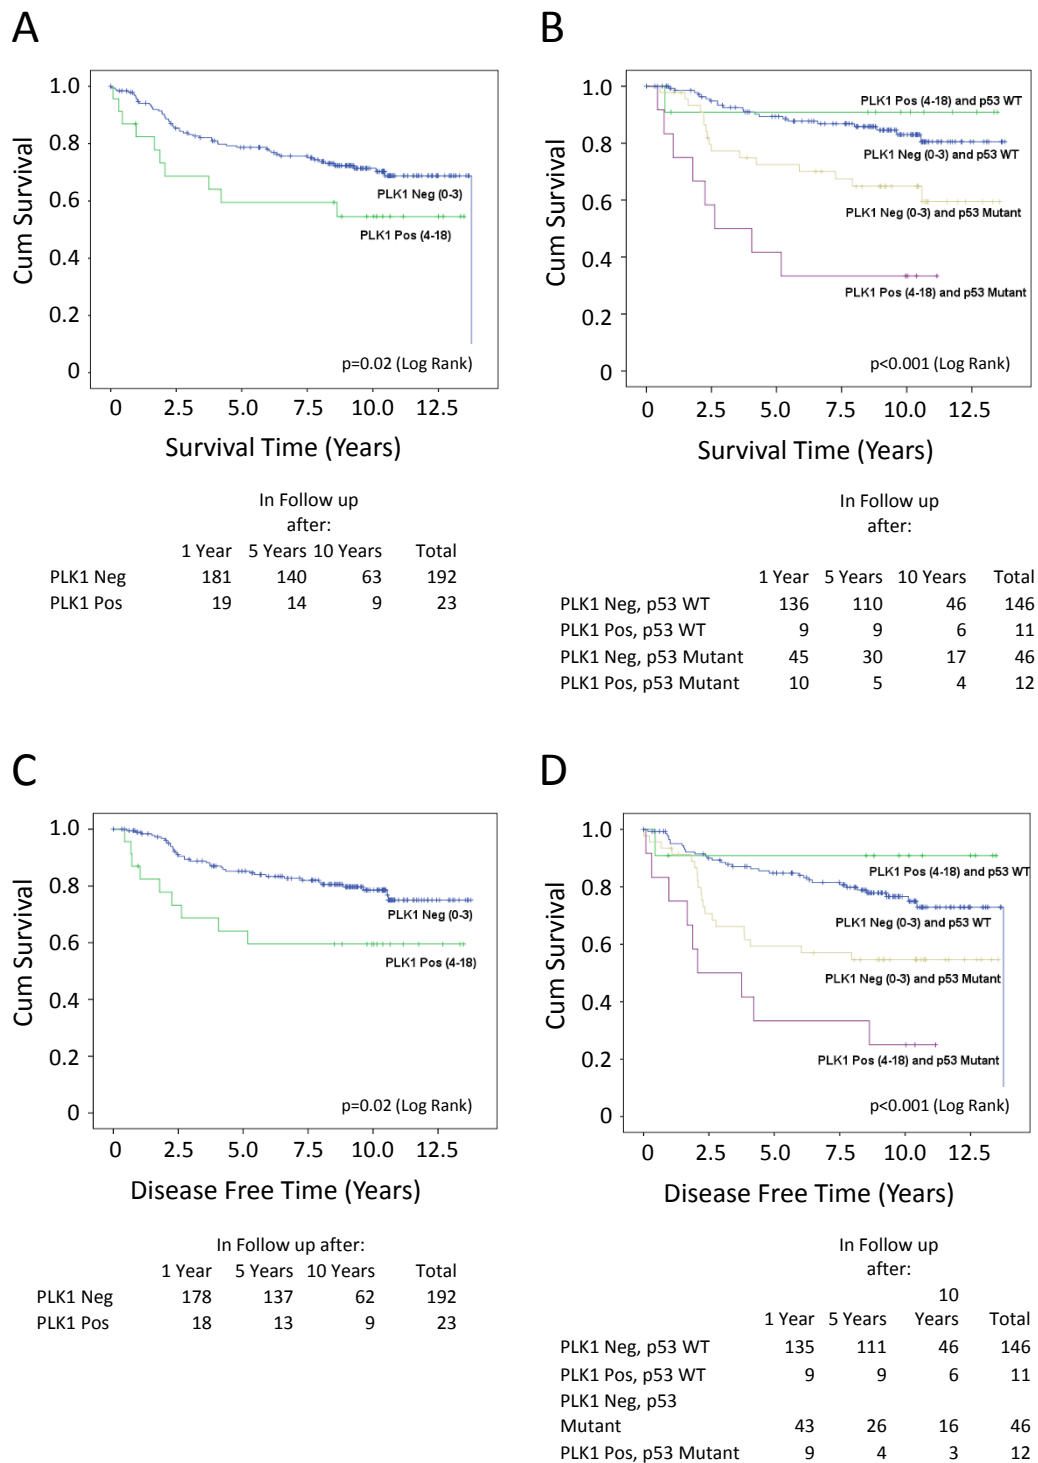 A
1.0
0.8
0.6
0.4
0.2
0
Cum Survival
PLK1 Neg (0-3)
PLK1 Pos (4-18)
p=0.02 (Log Rank)
0 2.5 5.0 7.5 10.0 12.5
Survival Time (Years)
In Follow up
after:
1 Year 5 Years 10 Years Total
PLK1 Neg 181 140 63 192
PLK1 Pos 19 14 9 23
B
1.0
0.8
0.6
0.4
0.2
0
Cum Survival
PLK1 Pos (4-18) and p53 WT
PLK1 Neg (0-3) and p53 WT
PLK1 Neg (0-3) and p53 Mutant
PLK1 Pos (4-18) and p53 Mutant
p<0.001 (Log Rank)
0 2.5 5.0 7.5 10.0 12.5
Survival Time (Years)
In Follow up
after:
1 Year 5 Years 10 Years Total
PLK1 Neg, p53 WT 136 110 46 146
PLK1 Pos, p53 WT 9 9 6 11
PLK1 Neg, p53 Mutant 45 30 17 46
PLK1 Pos, p53 Mutant 10 5 4 12
C
1.0
0.8
0.6
0.4
0.2
0
Cum Survival
PLK1 Neg (0-3)
PLK1 Pos (4-18)
p=0.02 (Log Rank)
0 2.5 5.0 7.5 10.0 12.5
Disease Free Time (Years)
In Follow up after:
1 Year 5 Years 10 Years Total
PLK1 Neg 178 137 62 192
PLK1 Pos 18 13 9 23
D
1.0
0.8
0.6
0.4
0.2
0
Cum Survival
PLK1 Pos (4-18) and p53 WT
PLK1 Neg (0-3) and p53 WT
PLK1 Neg (0-3) and p53 Mutant
PLK1 Pos (4-18) and p53 Mutant
p<0.001 (Log Rank)
0 2.5 5.0 7.5 10.0 12.5
Disease Free Time (Years)
In Follow up
after:
10
1 Year 5 Years Years Total
PLK1 Neg, p53 WT 135 111 46 146
PLK1 Pos, p53 WT 9 9 6 11
PLK1 Neg, p53
Mutant 43 26 16 46
PLK1 Pos, p53 Mutant 9 4 3 12